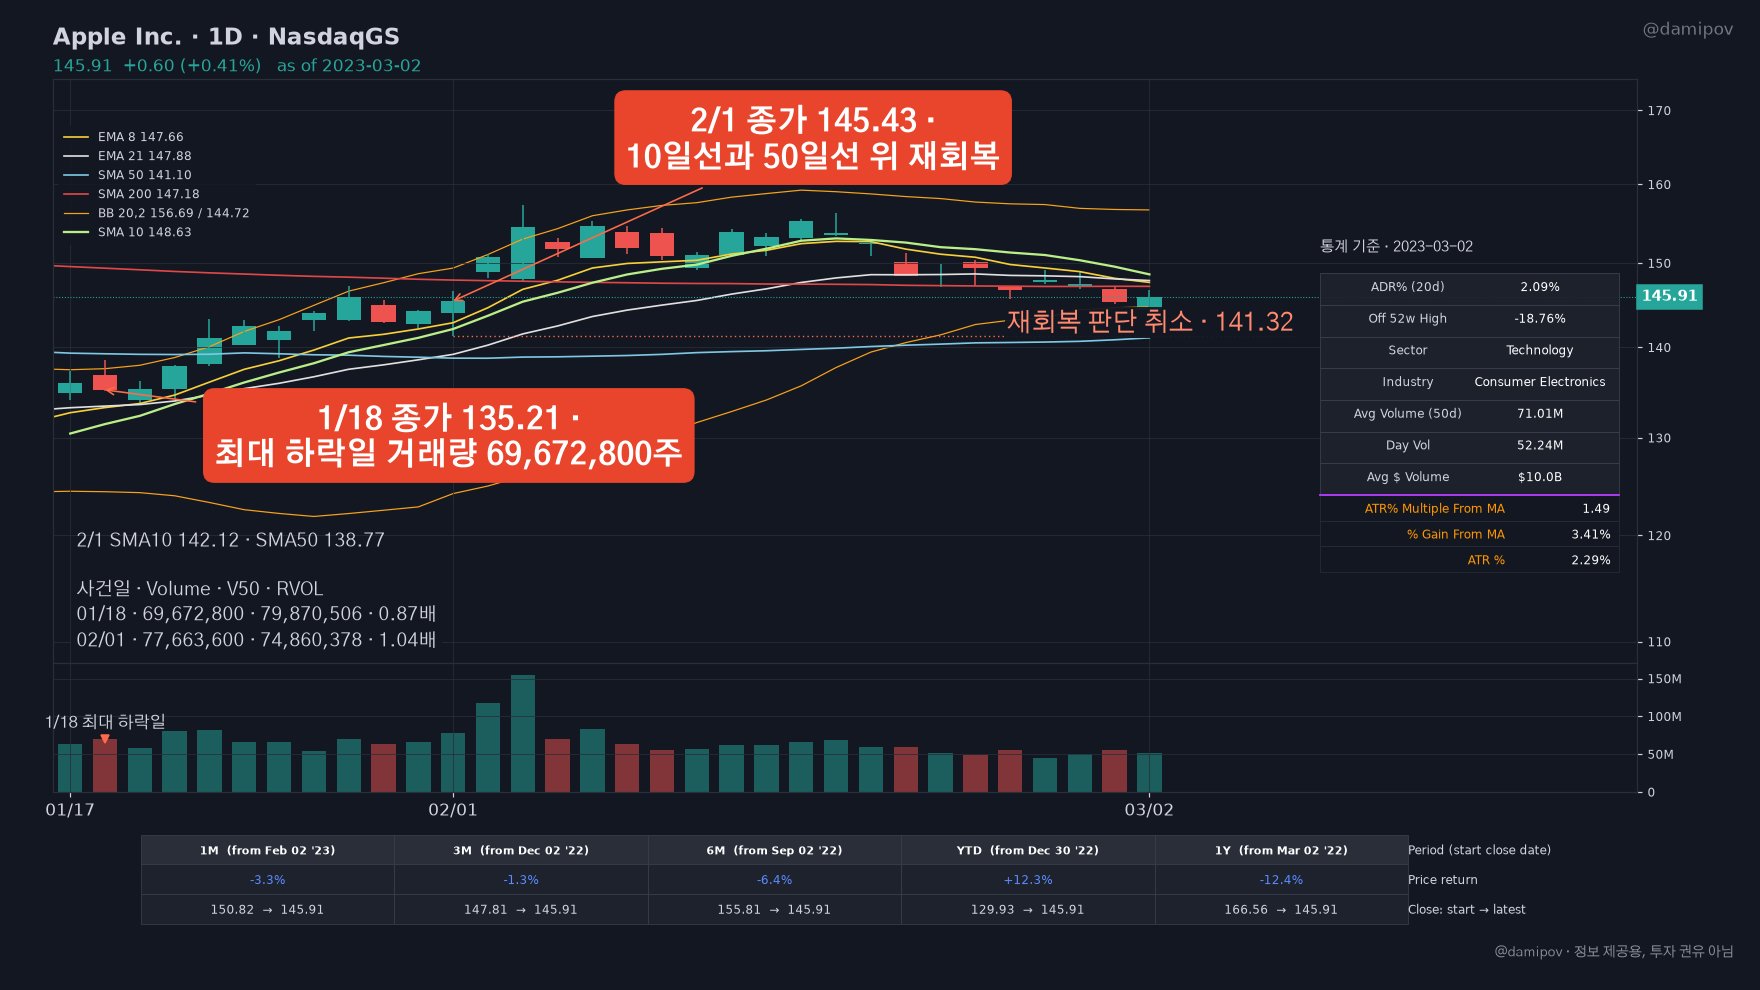 Apple Inc. · 1D · NasdaqGS
@damipov
145.91 +0.60 (+0.41%) as of 2023-03-02
2/1 종가 145.43 ·
10일선과 50일선 위 재회복
EMA 8 147.66
EMA 21 147.88
SMA 50 141.10
SMA 200 147.18
BB 20,2 156.69 / 144.72
SMA 10 148.63
170
160
150
145.91
140
130
120
110
재회복 판단 취소 · 141.32
1/18 종가 135.21 ·
최대 하락일 거래량 69,672,800주
통계 기준 · 2023-03-02
ADR% (20d) 2.09%
Off 52w High -18.76%
Sector Technology
Industry Consumer Electronics
Avg Volume (50d) 71.01M
Day Vol 52.24M
Avg $ Volume $10.0B
ATR% Multiple From MA 1.49
% Gain From MA 3.41%
ATR % 2.29%
2/1 SMA10 142.12 · SMA50 138.77
사건일 · Volume · V50 · RVOL
01/18 · 69,672,800 · 79,870,506 · 0.87배
02/01 · 77,663,600 · 74,860,378 · 1.04배
1/18 최대 하락일
150M
100M
50M
0
01/17 02/01 03/02
1M (from Feb 02 '23) 3M (from Dec 02 '22) 6M (from Sep 02 '22) YTD (from Dec 30 '22) 1Y (from Mar 02 '22) Period (start close date)
-3.3% -1.3% -6.4% +12.3% -12.4% Price return
150.82 → 145.91 147.81 → 145.91 155.81 → 145.91 129.93 → 145.91 166.56 → 145.91 Close: start → latest
@damipov · 정보 제공용, 투자 권유 아님